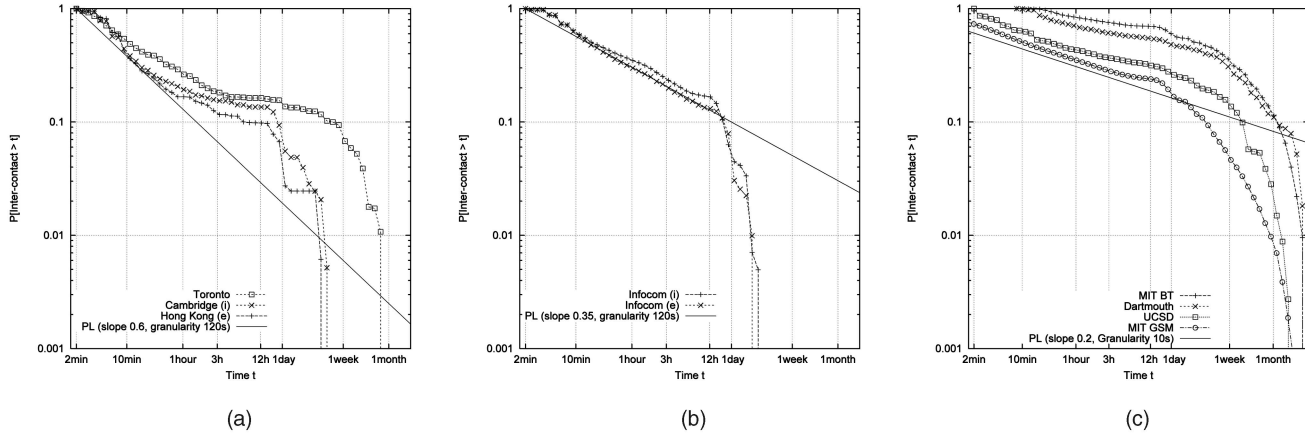 1
0.1
0.01
0.001
P[Inter-contact > t]
Toronto
Cambridge (i)
Hong Kong (e)
PL (slope 0.6, granularity 120s)
2min 10min 1hour 3h 12h 1day 1week 1month
Time t
(a)
1
0.1
0.01
0.001
P[Inter-contact > t]
Infocom (i)
Infocom (e)
PL (slope 0.35, granularity 120s)
2min 10min 1hour 3h 12h 1day 1week 1month
Time t
(b)
1
0.1
0.01
0.001
P[Inter-contact > t]
MIT BT
Dartmouth
UCSD
MIT GSM
PL (slope 0.2, Granularity 10s)
2min 10min 1hour 3h 12h 1day 1week 1month
Time t
(c)